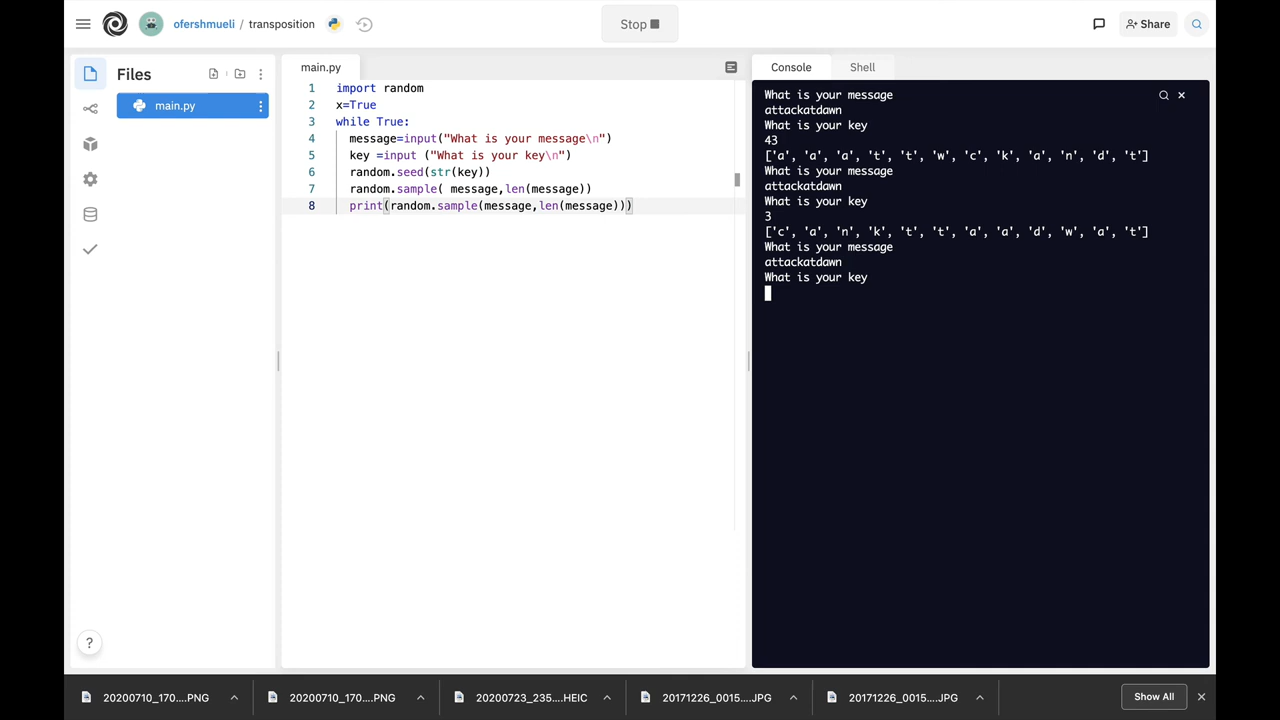 ofershmueli / transposition
Stop
Share
Files
main.py
main.py
1 import random
2 x=True
3 while True:
4 message=input("What is your message\n")
5 key =input ("What is your key\n")
6 random.seed(str(key))
7 random.sample( message,len(message))
8 print(random.sample(message,len(message)))
Console Shell
What is your message
attackatdawn
What is your key
43
['a', 'a', 'a', 't', 't', 'w', 'c', 'k', 'a', 'n', 'd', 't']
What is your message
attackatdawn
What is your key
3
['c', 'a', 'n', 'k', 't', 't', 'a', 'a', 'd', 'w', 'a', 't']
What is your message
attackatdawn
What is your key
?
20200710_170....PNG 20200710_170....PNG 20200723_235....HEIC 20171226_0015....JPG 20171226_0015....JPG Show All